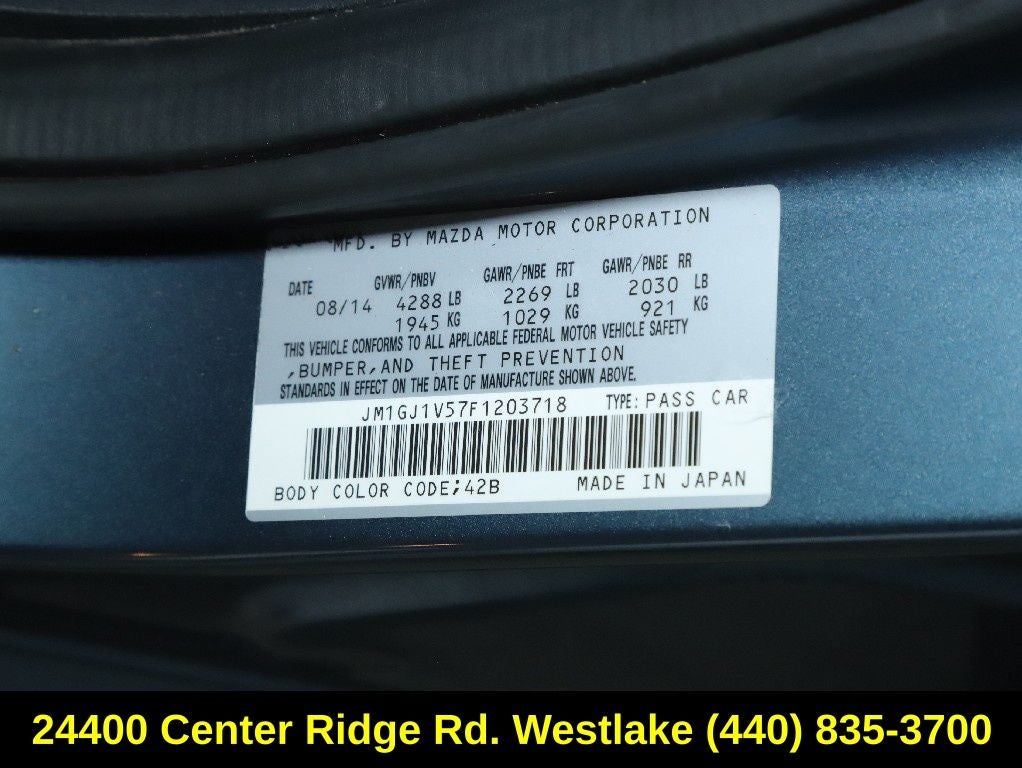 MFD. BY MAZDA MOTOR CORPORATION
DATE GVWR/PNBV GAWR/PNBE FRT GAWR/PNBE RR
08/14 4288 LB 2269 LB 2030 LB
1945 KG 1029 KG 921 KG
THIS VEHICLE CONFORMS TO ALL APPLICABLE FEDERAL MOTOR VEHICLE SAFETY
,BUMPER,AND THEFT PREVENTION
STANDARDS IN EFFECT ON THE DATE OF MANUFACTURE SHOWN ABOVE.
JM1GJ1V57F1203718 TYPE: PASS CAR
BODY COLOR CODE;42B MADE IN JAPAN
24400 Center Ridge Rd. Westlake (440) 835-3700